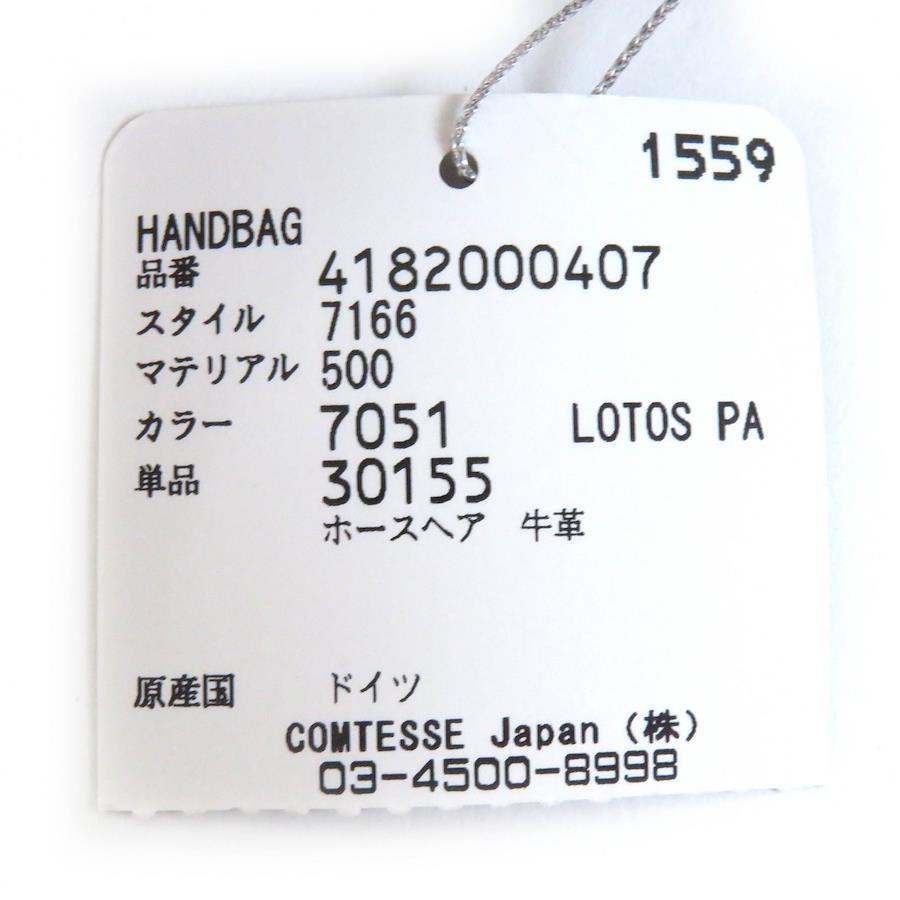 1559
HANDBAG
品番 4182000407
スタイル 7166
マテリアル 500
カラー 7051 LOTOS PA
単品 30155
ホースヘア 牛革
原産国 ドイツ
COMTESSE Japan (株)
03-4500-8998